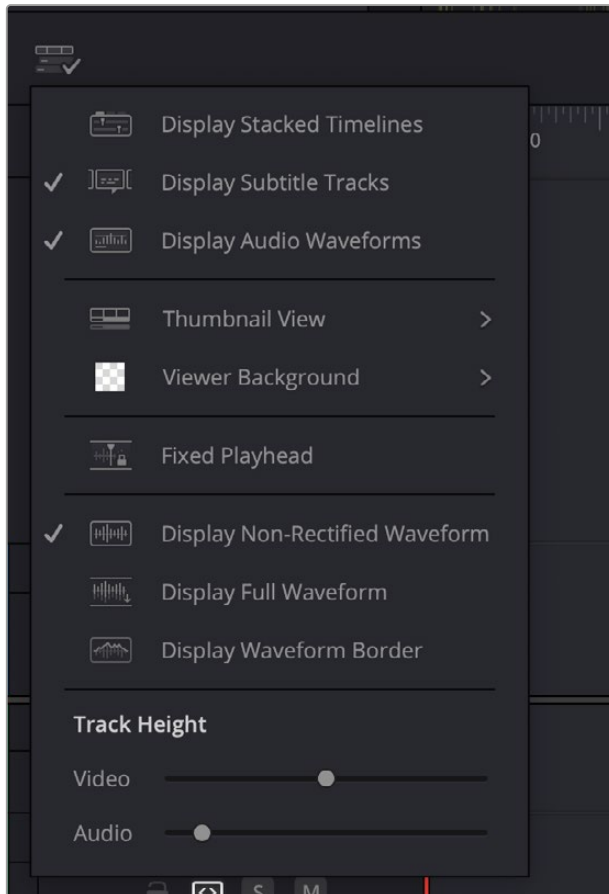 0
Display Stacked Timelines
Display Subtitle Tracks
Display Audio Waveforms
Thumbnail View
Viewer Background
Fixed Playhead
Display Non-Rectified Waveform
Display Full Waveform
Display Waveform Border
Track Height
Video
Audio
S M